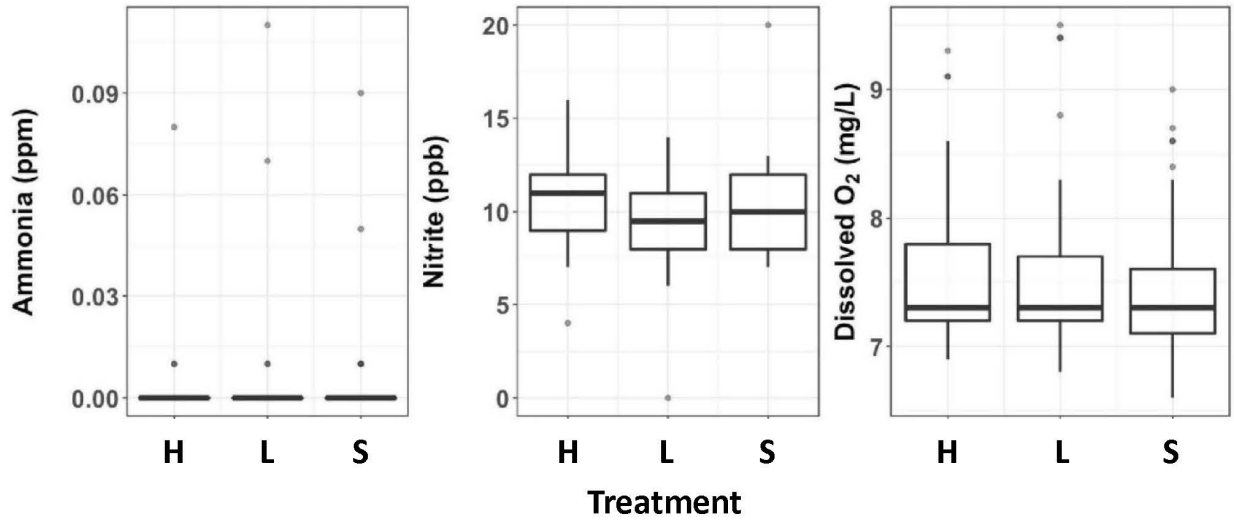 Ammonia (ppm)
0.09
0.06
0.03
0.00
H L S
Nitrite (ppb)
20
15
10
5
0
H L S
Dissolved O₂ (mg/L)
9
8
7
H L S
Treatment